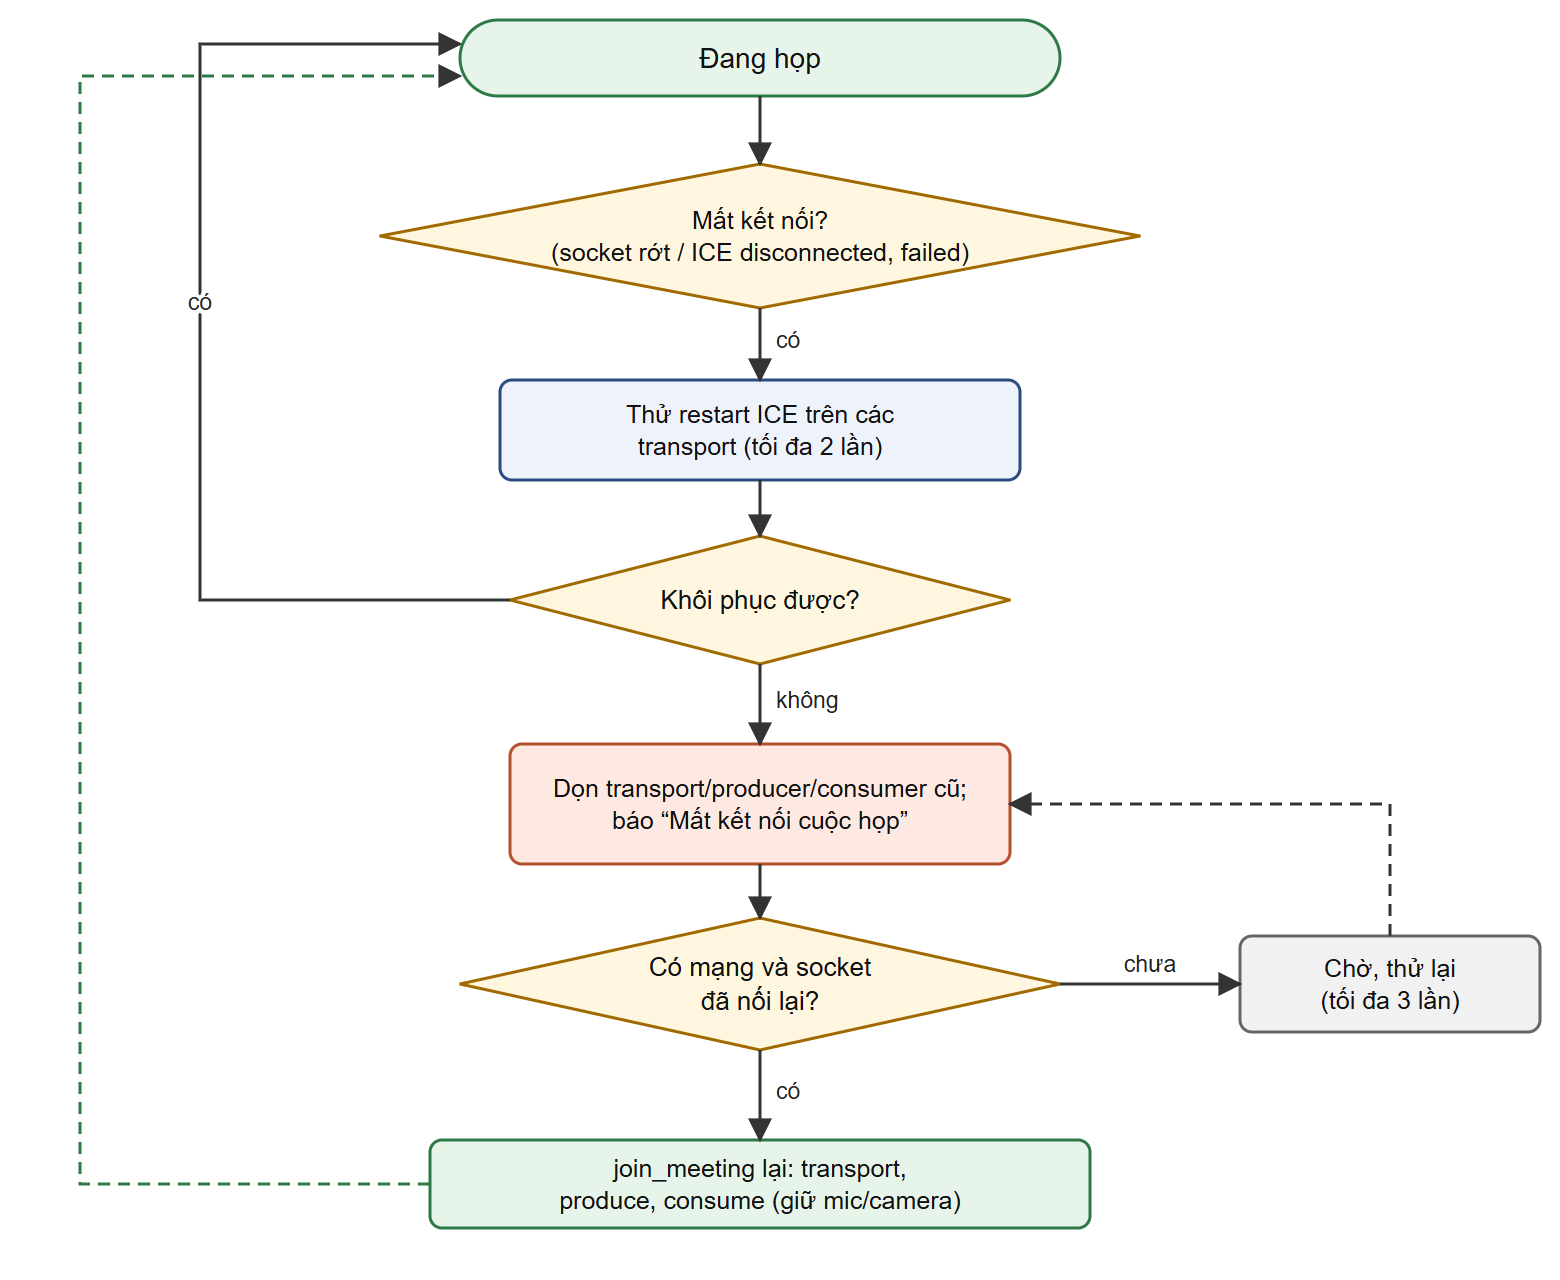 Đang họp
Mất kết nối?
(socket rớt / ICE disconnected, failed)
có
có
Thử restart ICE trên các
transport (tối đa 2 lần)
Khôi phục được?
không
Dọn transport/producer/consumer cũ;
báo “Mất kết nối cuộc họp”
Có mạng và socket
đã nối lại?
chưa
Chờ, thử lại
(tối đa 3 lần)
có
join_meeting lại: transport,
produce, consume (giữ mic/camera)